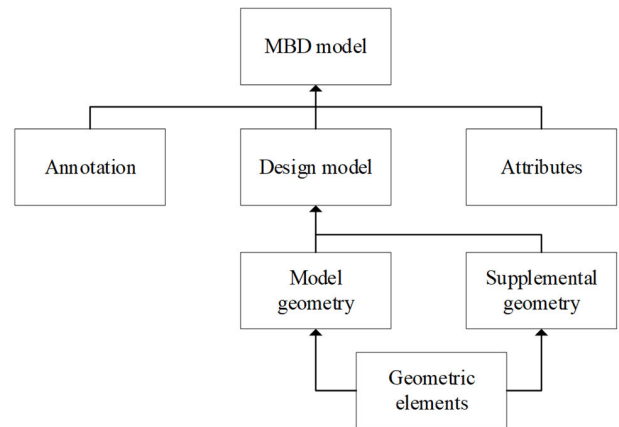 MBD model
Annotation
Design model
Attributes
Model
geometry
Supplemental
geometry
Geometric
elements